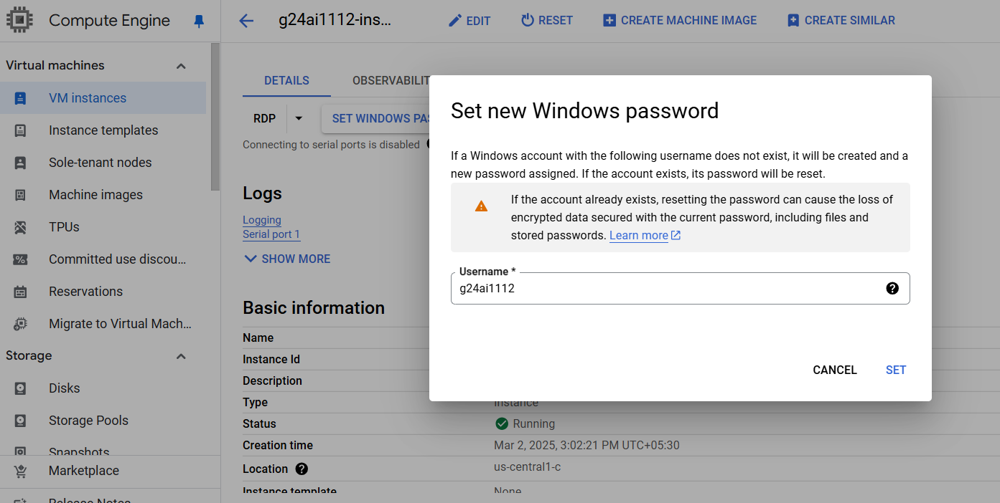 Compute Engine
g24ai1112-ins...
EDIT
RESET
CREATE MACHINE IMAGE
CREATE SIMILAR
Virtual machines
VM instances
Instance templates
Sole-tenant nodes
Machine images
TPUs
Committed use discou...
Reservations
Migrate to Virtual Mach...
Storage
Disks
Storage Pools
Snapshots
Marketplace
Release Notes
DETAILS
OBSERVABILIT
RDP
SET WINDOWS PAS
Connecting to serial ports is disabled
Logs
Logging
Serial port 1
SHOW MORE
Basic information
Name
Instance Id
Description
Type Instance
Status Running
Creation time Mar 2, 2025, 3:02:21 PM UTC+05:30
Location us-central1-c
Instance template None
Set new Windows password
If a Windows account with the following username does not exist, it will be created and a
new password assigned. If the account exists, its password will be reset.
If the account already exists, resetting the password can cause the loss of
encrypted data secured with the current password, including files and
stored passwords. Learn more
Username *
g24ai1112
CANCEL
SET